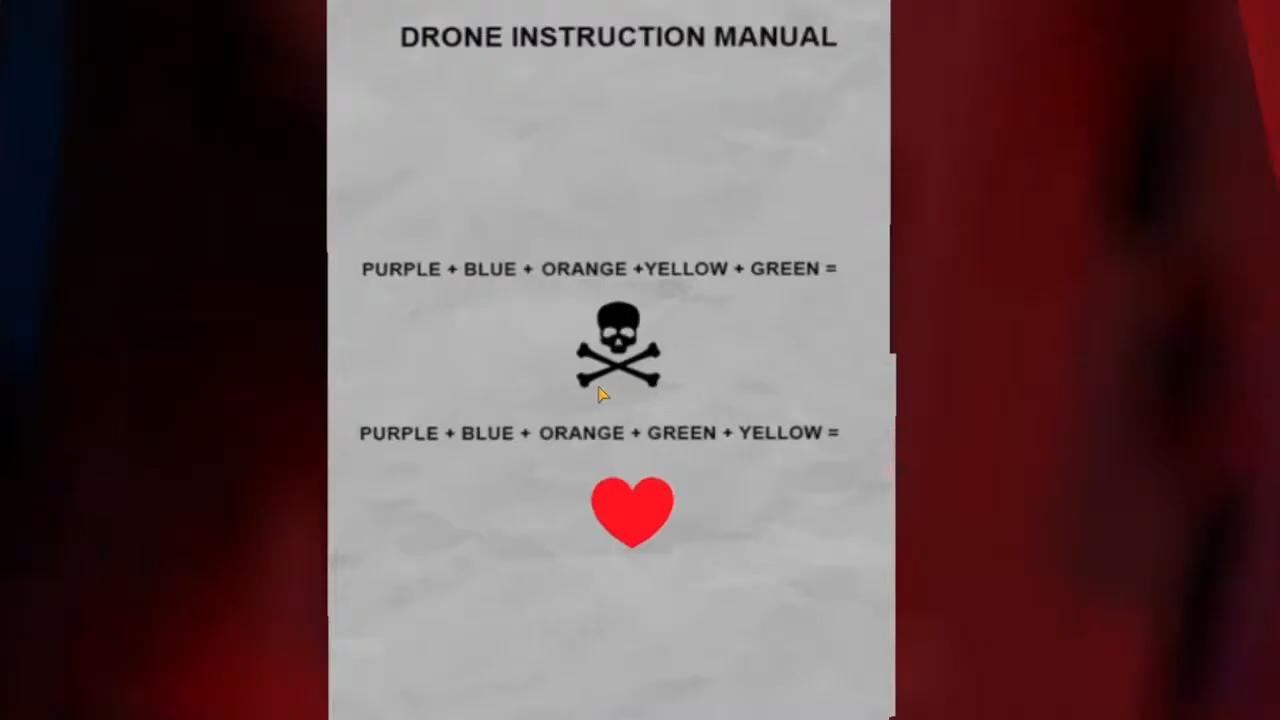 DRONE INSTRUCTION MANUAL
PURPLE + BLUE + ORANGE +YELLOW + GREEN =
PURPLE + BLUE + ORANGE + GREEN + YELLOW =